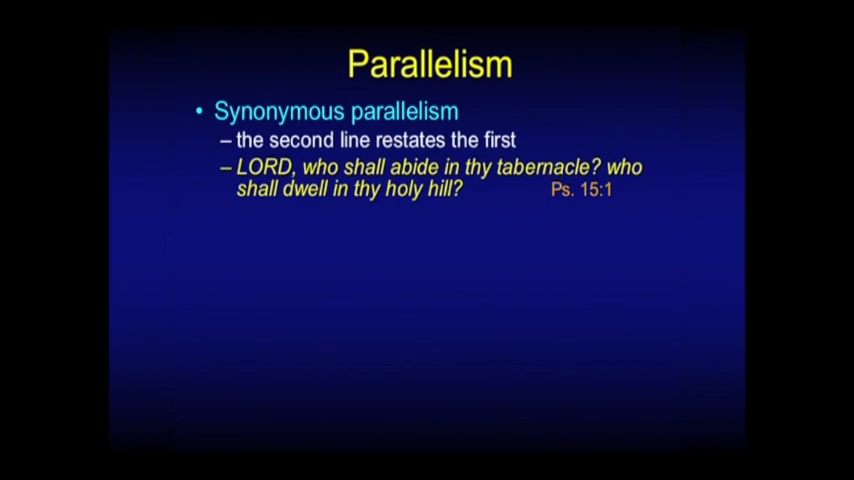 Parallelism
• Synonymous parallelism
– the second line restates the first
– LORD, who shall abide in thy tabernacle? who
shall dwell in thy holy hill? Ps. 15:1